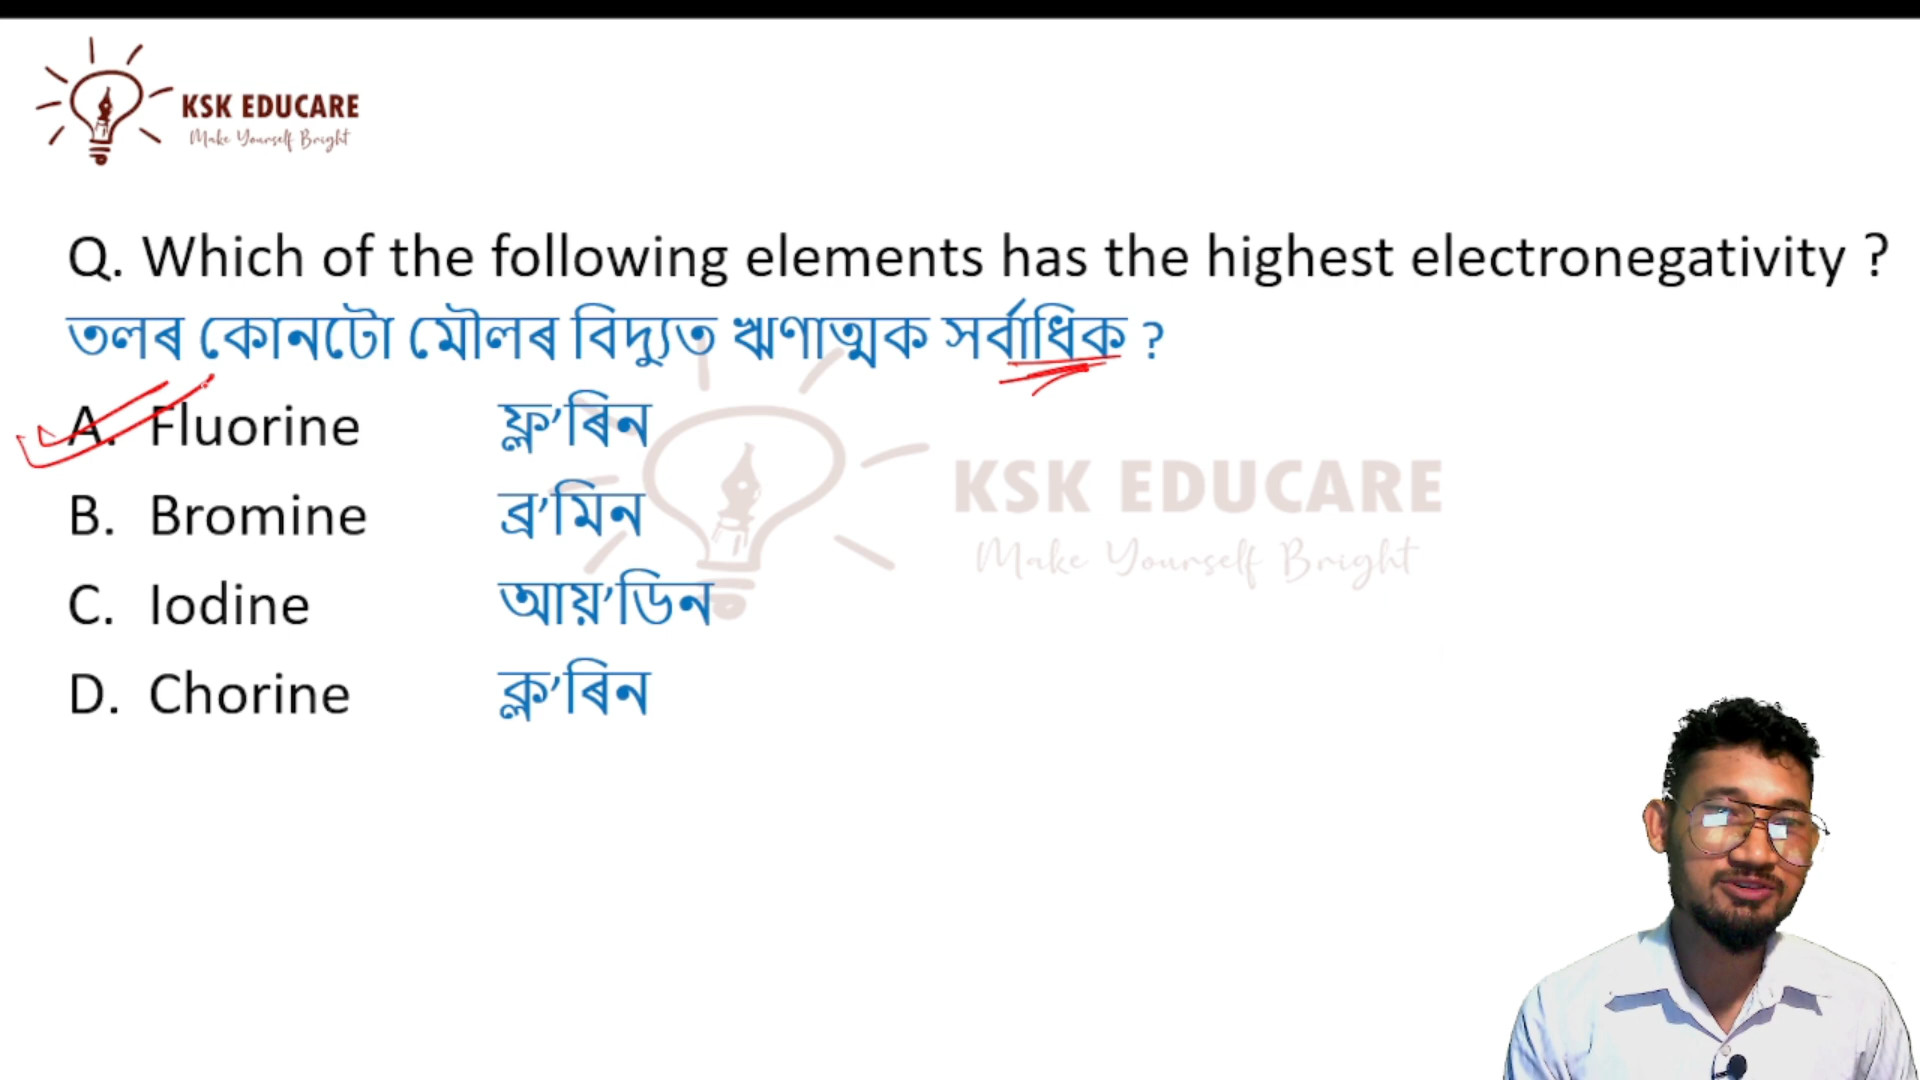 KSK EDUCARE
Make Yourself Bright
Q. Which of the following elements has the highest electronegativity ?
তলৰ কোনটো মৌলৰ বিদ্যুত ঋণাত্মক সৰ্বাধিক ?
A. Fluorine ফ্ল’ৰিন
B. Bromine ব্ৰ’মিন
C. Iodine আয়’ডিন
D. Chorine ক্ল’ৰিন
KSK EDUCARE
Make Yourself Bright